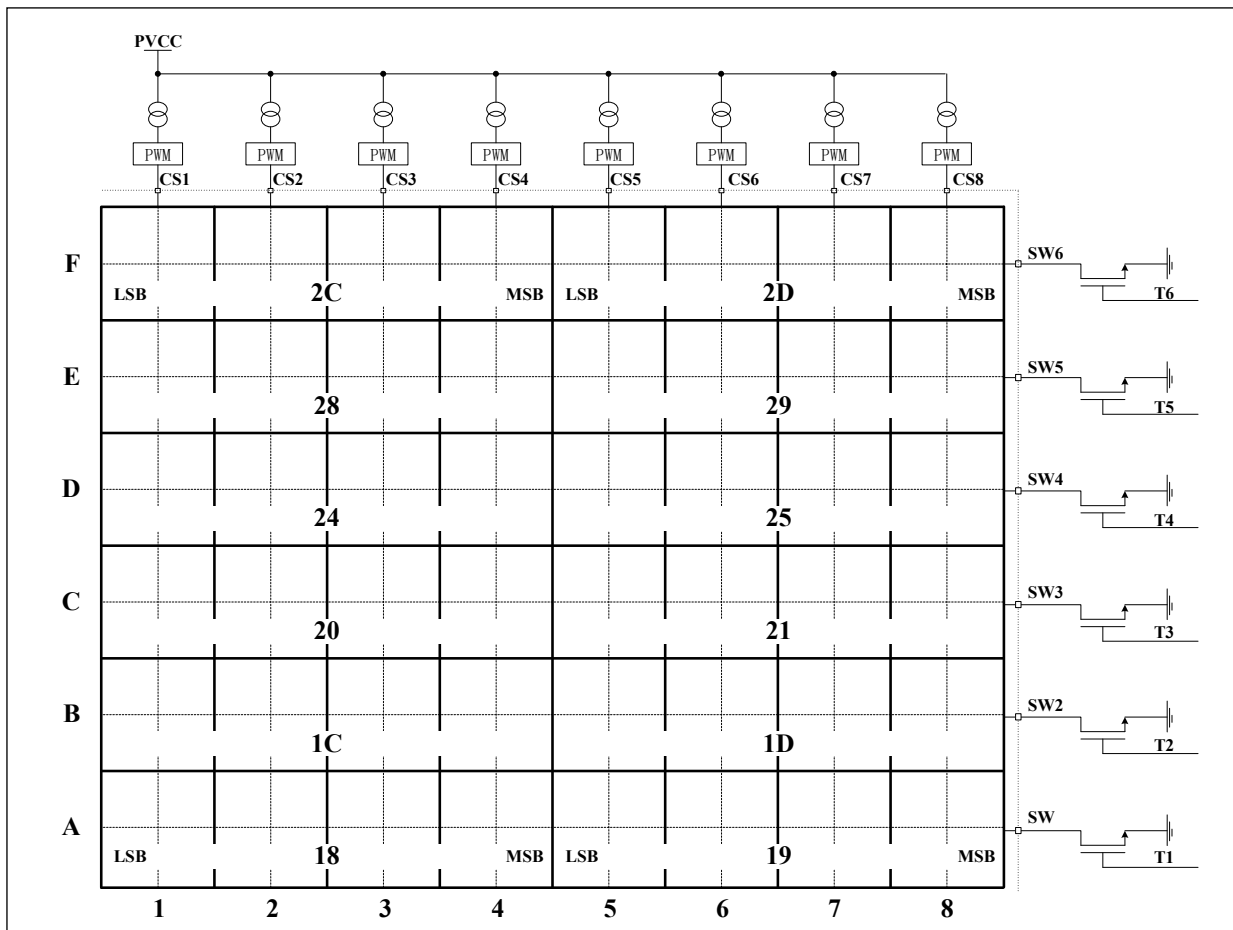 PVCC
PWM PWM PWM PWM PWM PWM PWM PWM
CS1 CS2 CS3 CS4 CS5 CS6 CS7 CS8
F SW6
LSB 2C MSB LSB 2D MSB T6
E SW5
28 29 T5
D SW4
24 25 T4
C SW3
20 21 T3
B SW2
1C 1D T2
A SW
LSB 18 MSB LSB 19 MSB T1
1 2 3 4 5 6 7 8